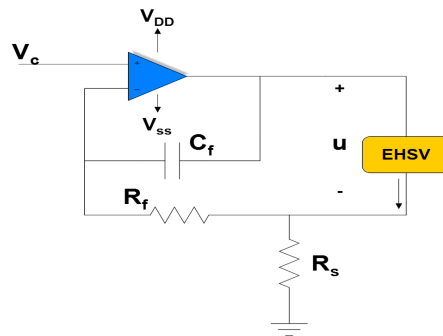 V_DD
V_c
+
-
V_ss
C_f
+
u
EHSV
-
R_f
R_s